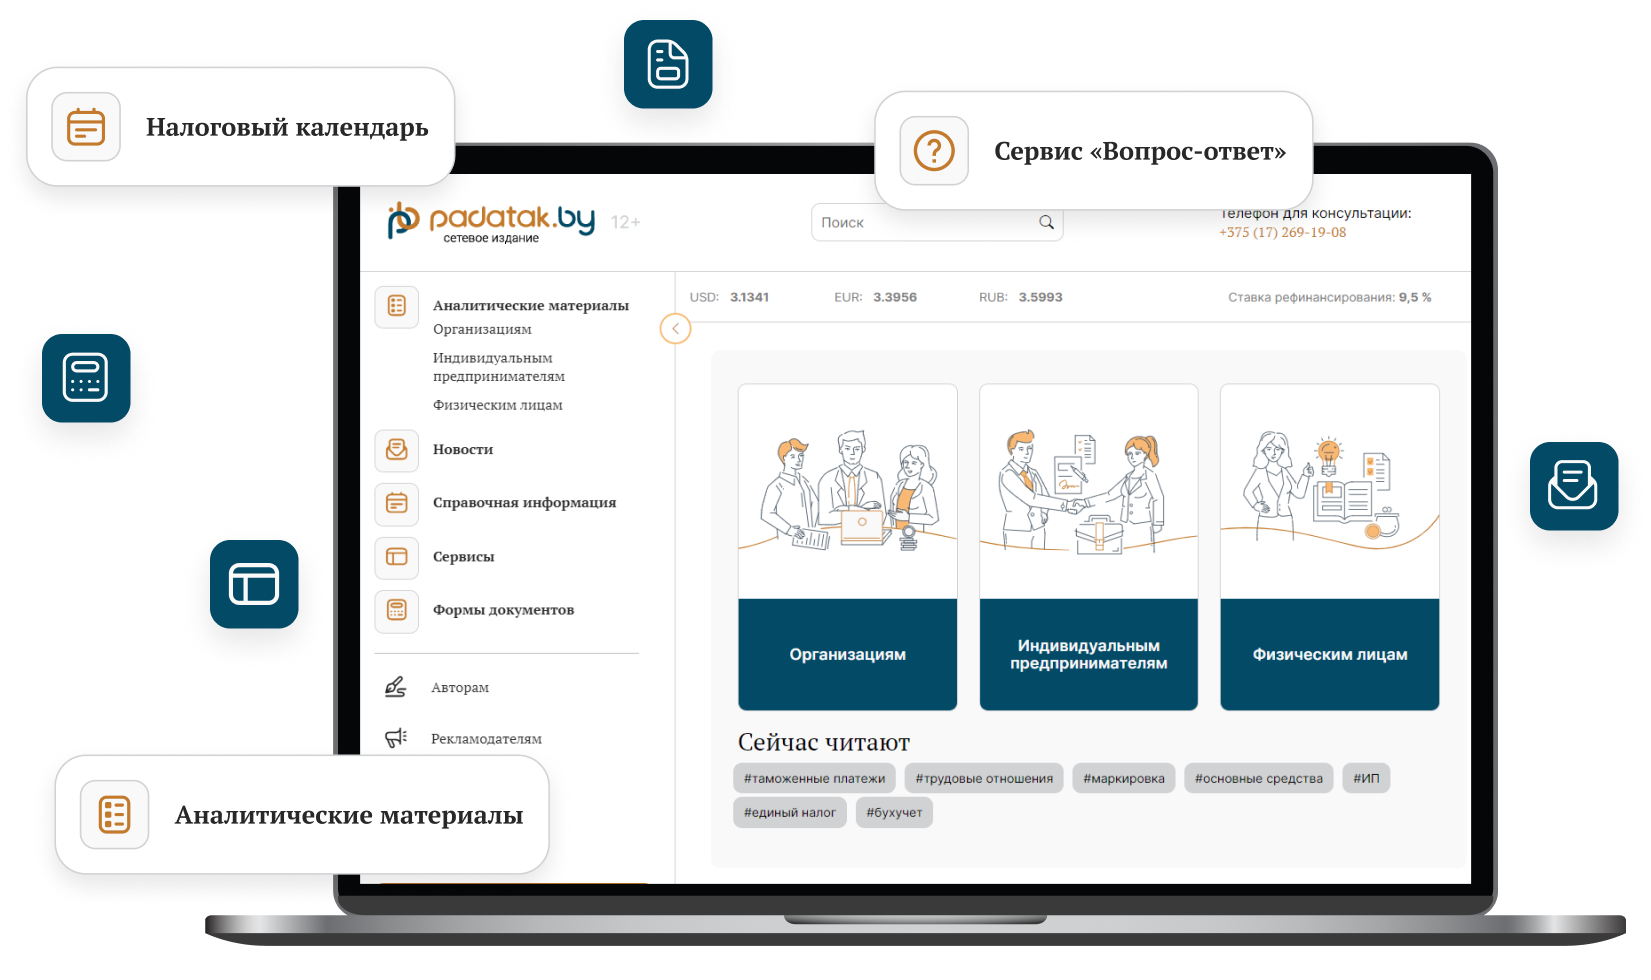 Налоговый календарь
Сервис «Вопрос-ответ»
padatak.by 12+
сетевое издание
Поиск
Телефон для консультации:
+375 (17) 269-19-08
USD: 3.1341 EUR: 3.3956 RUB: 3.5993 Ставка рефинансирования: 9,5 %
Аналитические материалы
Организациям
Индивидуальным
предпринимателям
Физическим лицам
Новости
Справочная информация
Сервисы
Формы документов
Авторам
Рекламодателям
Аналитические материалы
Организациям
Индивидуальным
предпринимателям
Физическим лицам
Сейчас читают
#таможенные платежи #трудовые отношения #маркировка #основные средства #ИП
#единый налог #бухучет